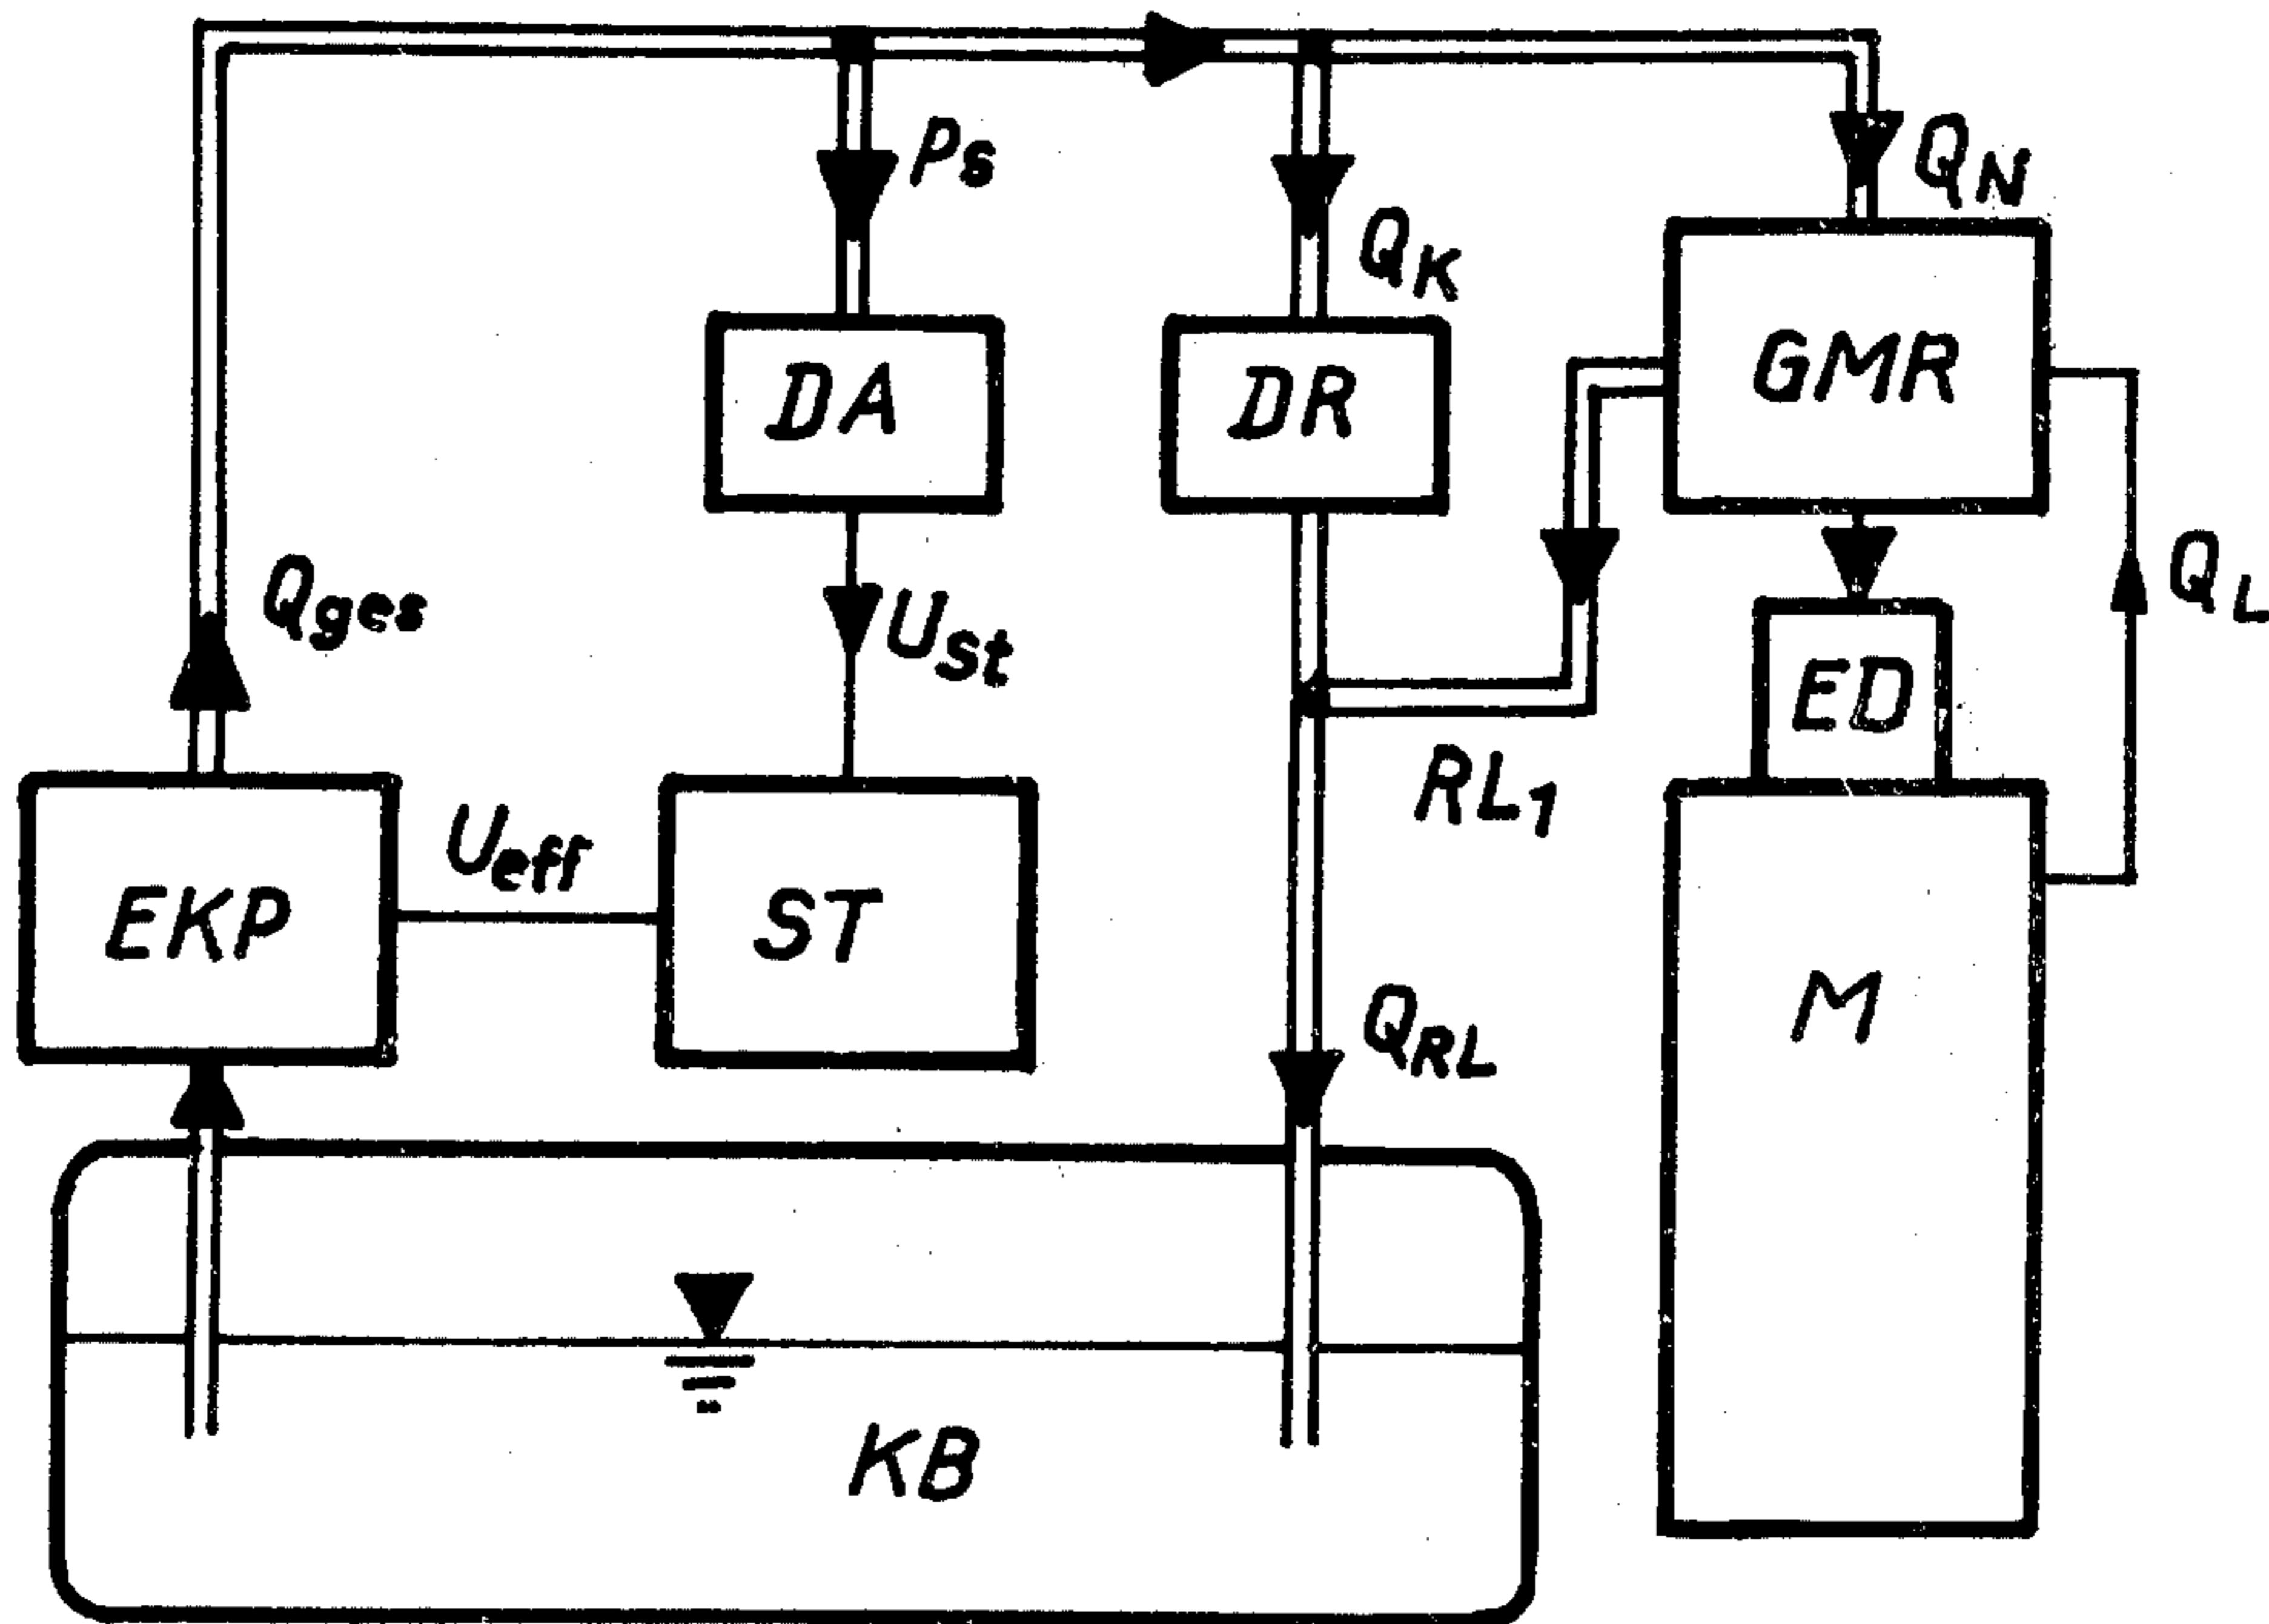 ps
QN
QK
GMR
DA
DR
Qges
Ust
QL
ED
RL1
Ueff
EKP
ST
M
QRL
KB